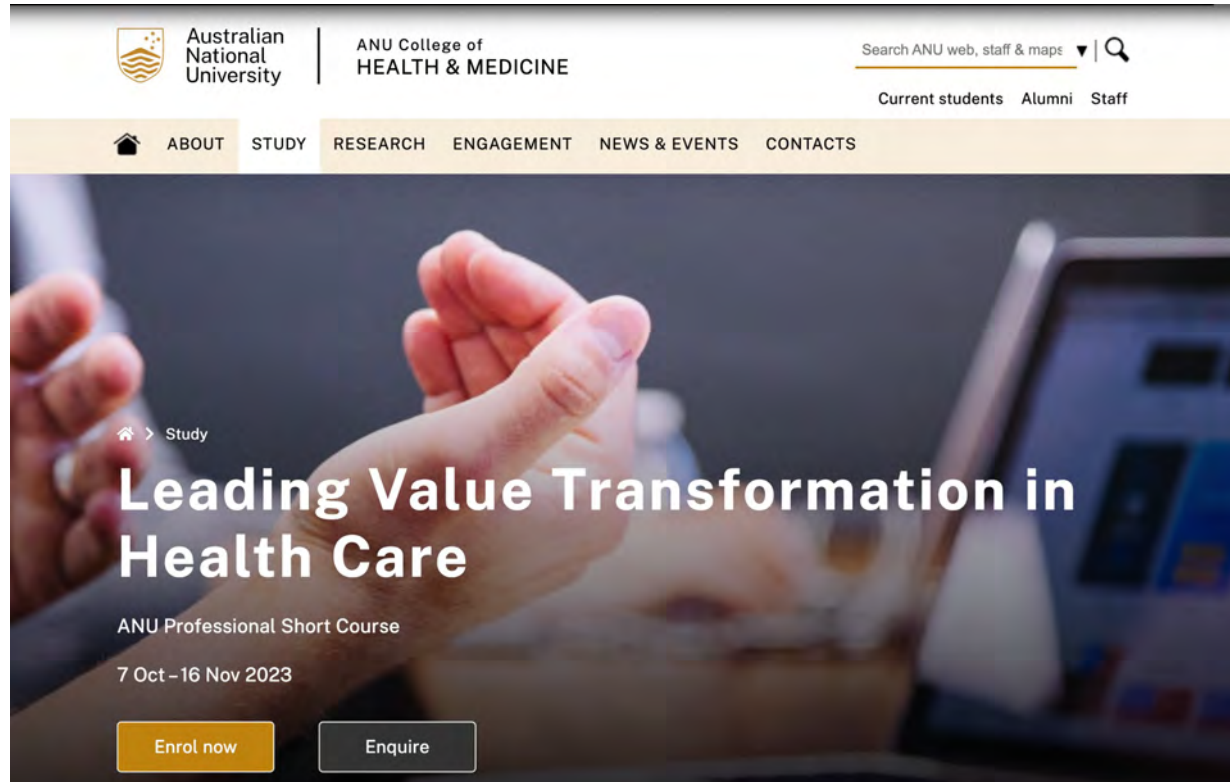 Australian
National
University
ANU College of
HEALTH & MEDICINE
Search ANU web, staff & maps
Current students Alumni Staff
ABOUT STUDY RESEARCH ENGAGEMENT NEWS & EVENTS CONTACTS
Study
Leading Value Transformation in
Health Care
ANU Professional Short Course
7 Oct – 16 Nov 2023
Enrol now Enquire